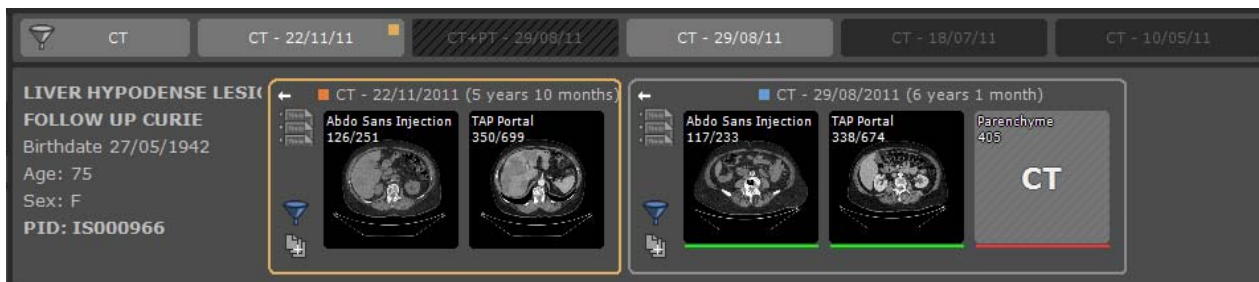 CT
CT - 22/11/11
CT+PT - 29/08/11
CT - 29/08/11
CT - 18/07/11
CT - 10/05/11
LIVER HYPODENSE LESI
FOLLOW UP CURIE
Birthdate 27/05/1942
Age: 75
Sex: F
PID: IS000966
CT - 22/11/2011 (5 years 10 months)
Abdo Sans Injection
126/251
TAP Portal
350/699
CT - 29/08/2011 (6 years 1 month)
Abdo Sans Injection
117/233
TAP Portal
338/674
Parenchyme
405
CT